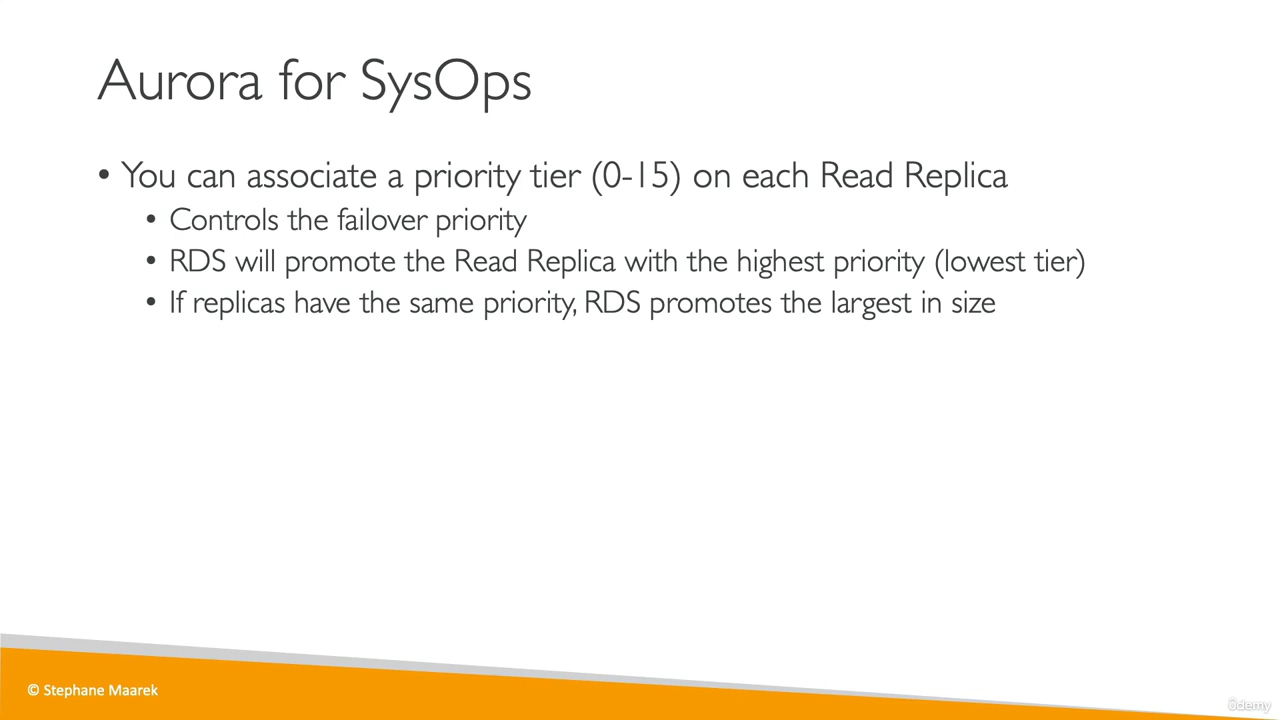 Aurora for SysOps
• You can associate a priority tier (0-15) on each Read Replica
• Controls the failover priority
• RDS will promote the Read Replica with the highest priority (lowest tier)
• If replicas have the same priority, RDS promotes the largest in size
© Stephane Maarek
ûdemy